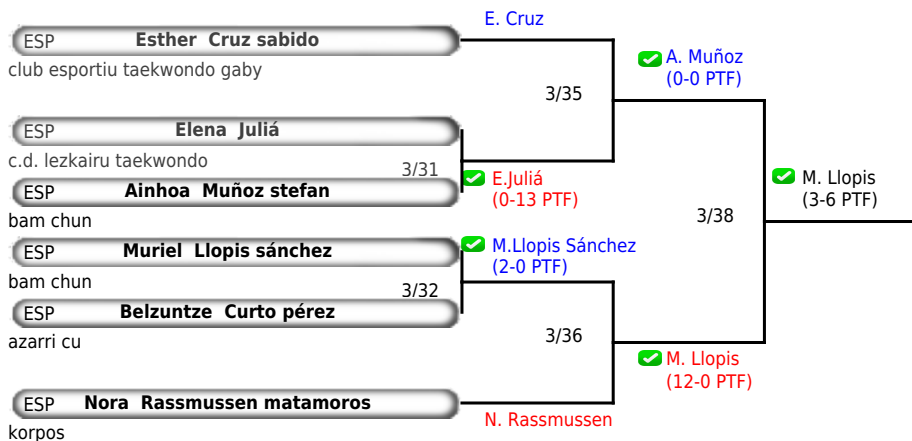 E. Cruz
ESP Esther Cruz sabido
club esportiu taekwondo gaby
3/35
A. Muñoz
(0-0 PTF)
ESP Elena Juliá
c.d. lezkairu taekwondo
3/31
E.Juliá
(0-13 PTF)
ESP Ainhoa Muñoz stefan
bam chun
M. Llopis
(3-6 PTF)
3/38
ESP Muriel Llopis sánchez
bam chun
M.Llopis Sánchez
(2-0 PTF)
3/32
ESP Belzuntze Curto pérez
azarri cu
3/36
M. Llopis
(12-0 PTF)
ESP Nora Rassmussen matamoros
korpos
N. Rassmussen